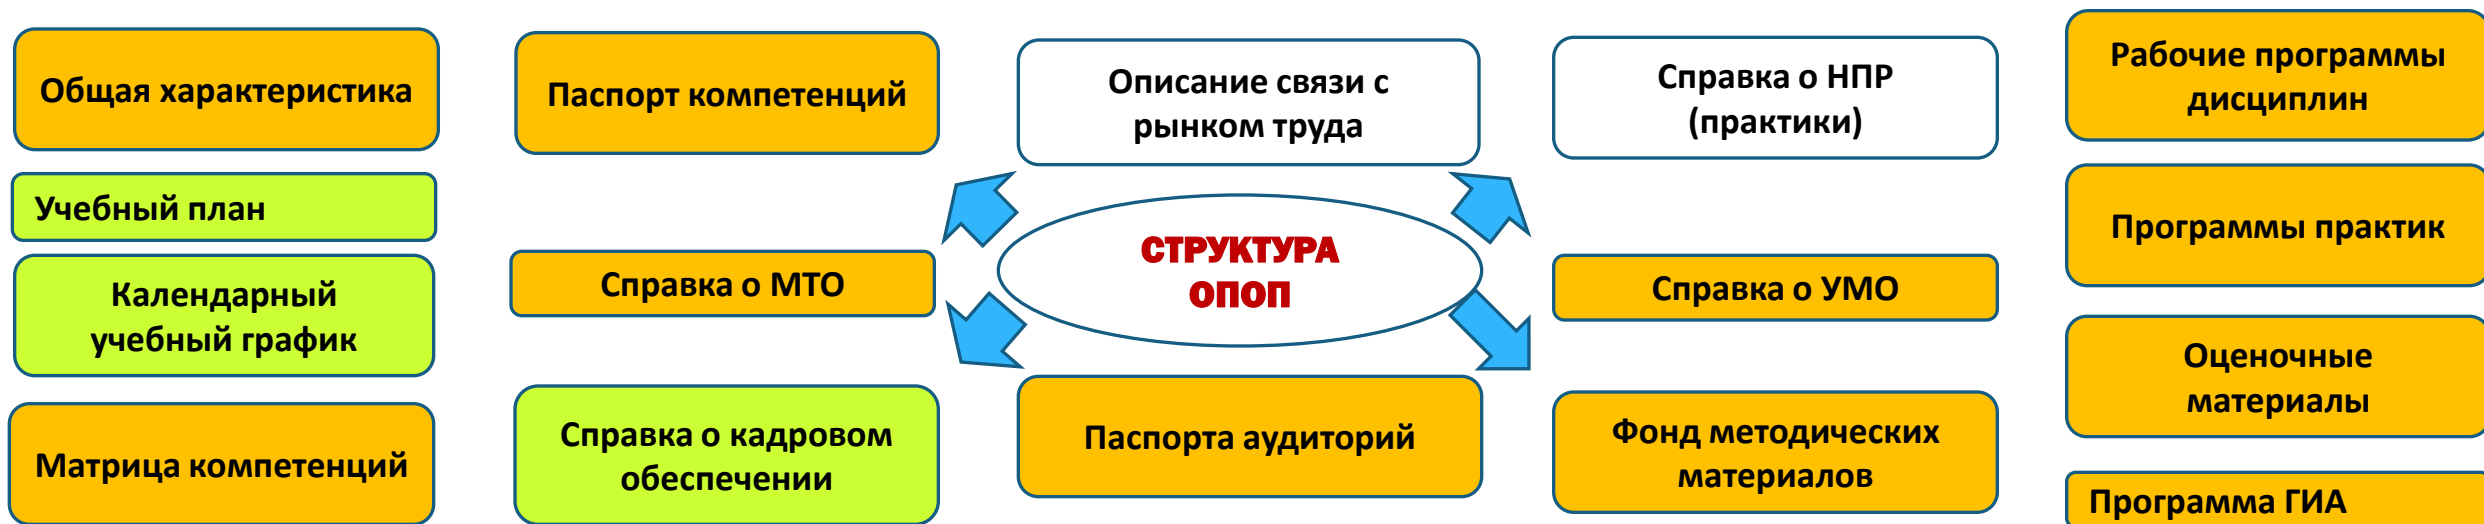 Общая характеристика
Учебный план
Календарный
учебный график
Матрица компетенций
Паспорт компетенций
Справка о МТО
Справка о кадровом
обеспечении
Описание связи с
рынком труда
СТРУКТУРА
ОПОП
Паспорта аудиторий
Справка о НПР
(практики)
Справка о УМО
Фонд методических
материалов
Рабочие программы
дисциплин
Программы практик
Оценочные
материалы
Программа ГИА